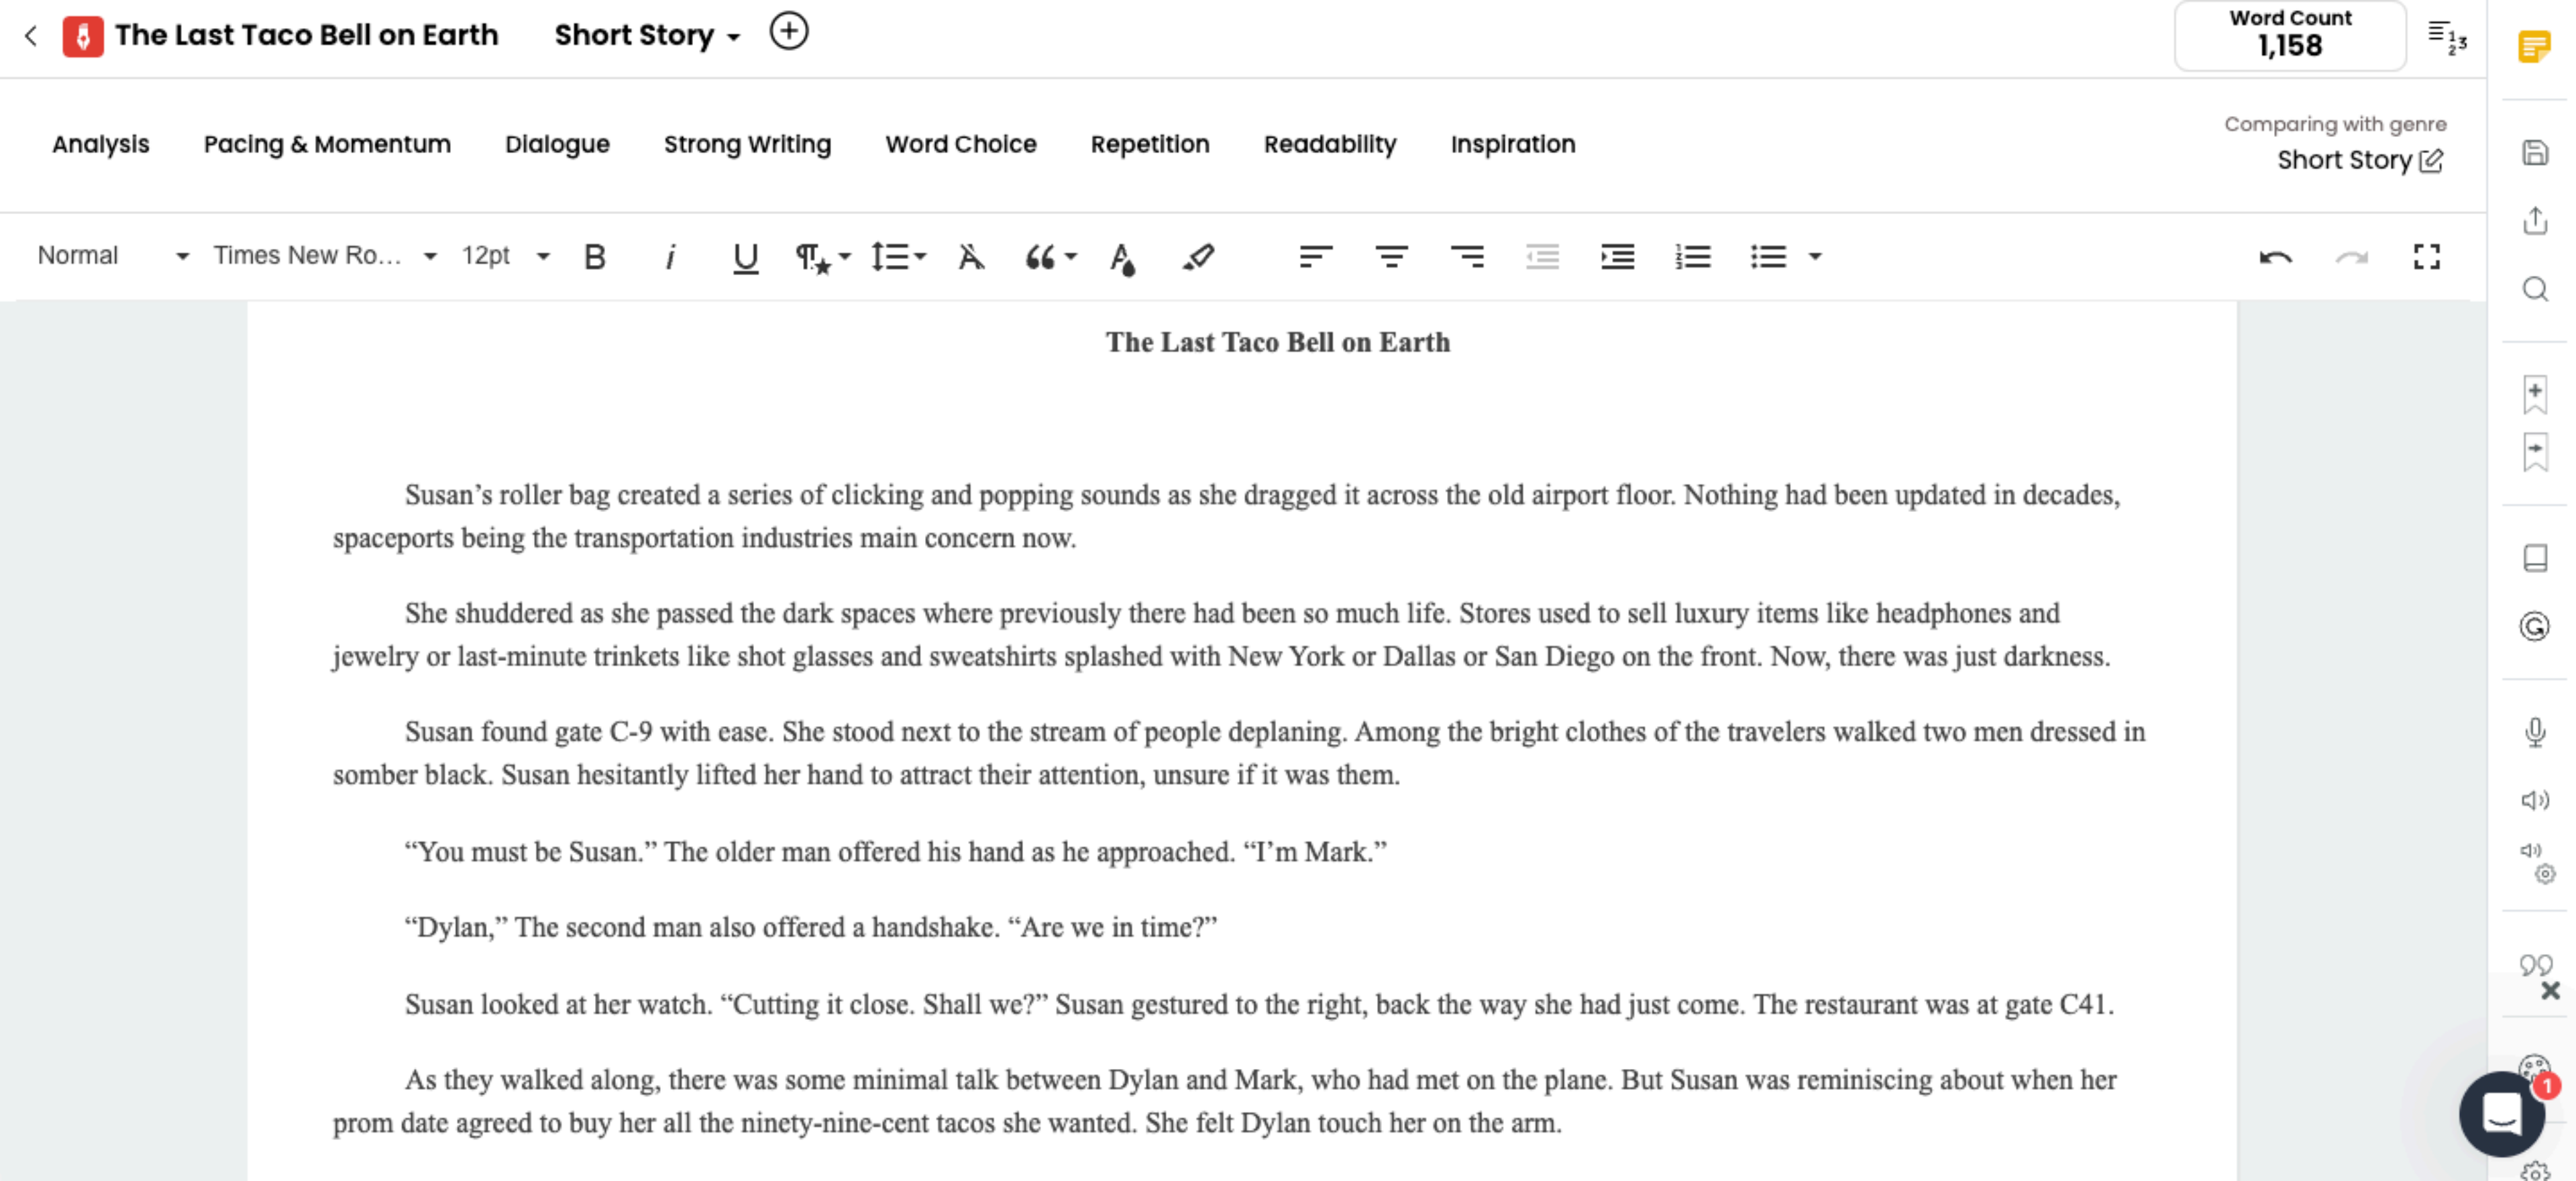 The Last Taco Bell on Earth Short Story Word Count
1,158
Analysis Pacing & Momentum Dialogue Strong Writing Word Choice Repetition Readability Inspiration
Comparing with genre
Short Story
Normal Times New Ro... 12pt B i U
The Last Taco Bell on Earth
Susan’s roller bag created a series of clicking and popping sounds as she dragged it across the old airport floor. Nothing had been updated in decades,
spaceports being the transportation industries main concern now.
She shuddered as she passed the dark spaces where previously there had been so much life. Stores used to sell luxury items like headphones and
jewelry or last-minute trinkets like shot glasses and sweatshirts splashed with New York or Dallas or San Diego on the front. Now, there was just darkness.
Susan found gate C-9 with ease. She stood next to the stream of people deplaning. Among the bright clothes of the travelers walked two men dressed in
somber black. Susan hesitantly lifted her hand to attract their attention, unsure if it was them.
“You must be Susan.” The older man offered his hand as he approached. “I’m Mark.”
“Dylan,” The second man also offered a handshake. “Are we in time?”
Susan looked at her watch. “Cutting it close. Shall we?” Susan gestured to the right, back the way she had just come. The restaurant was at gate C41.
As they walked along, there was some minimal talk between Dylan and Mark, who had met on the plane. But Susan was reminiscing about when her
prom date agreed to buy her all the ninety-nine-cent tacos she wanted. She felt Dylan touch her on the arm.
1